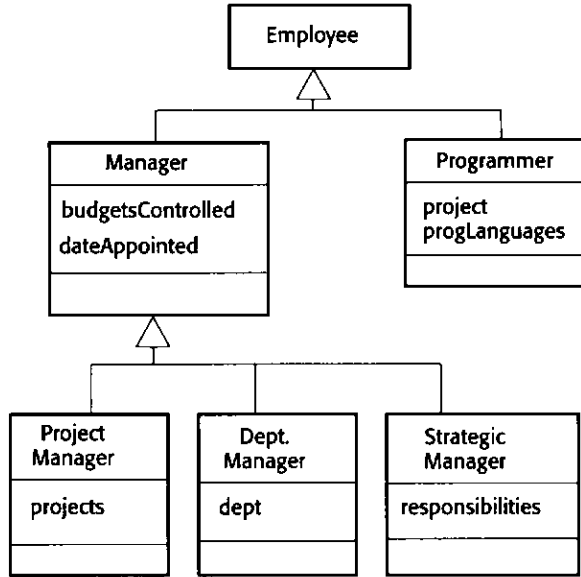 Employee
Manager
budgetsControlled
dateAppointed
Programmer
project
progLanguages
Project
Manager
projects
Dept.
Manager
dept
Strategic
Manager
responsibilities